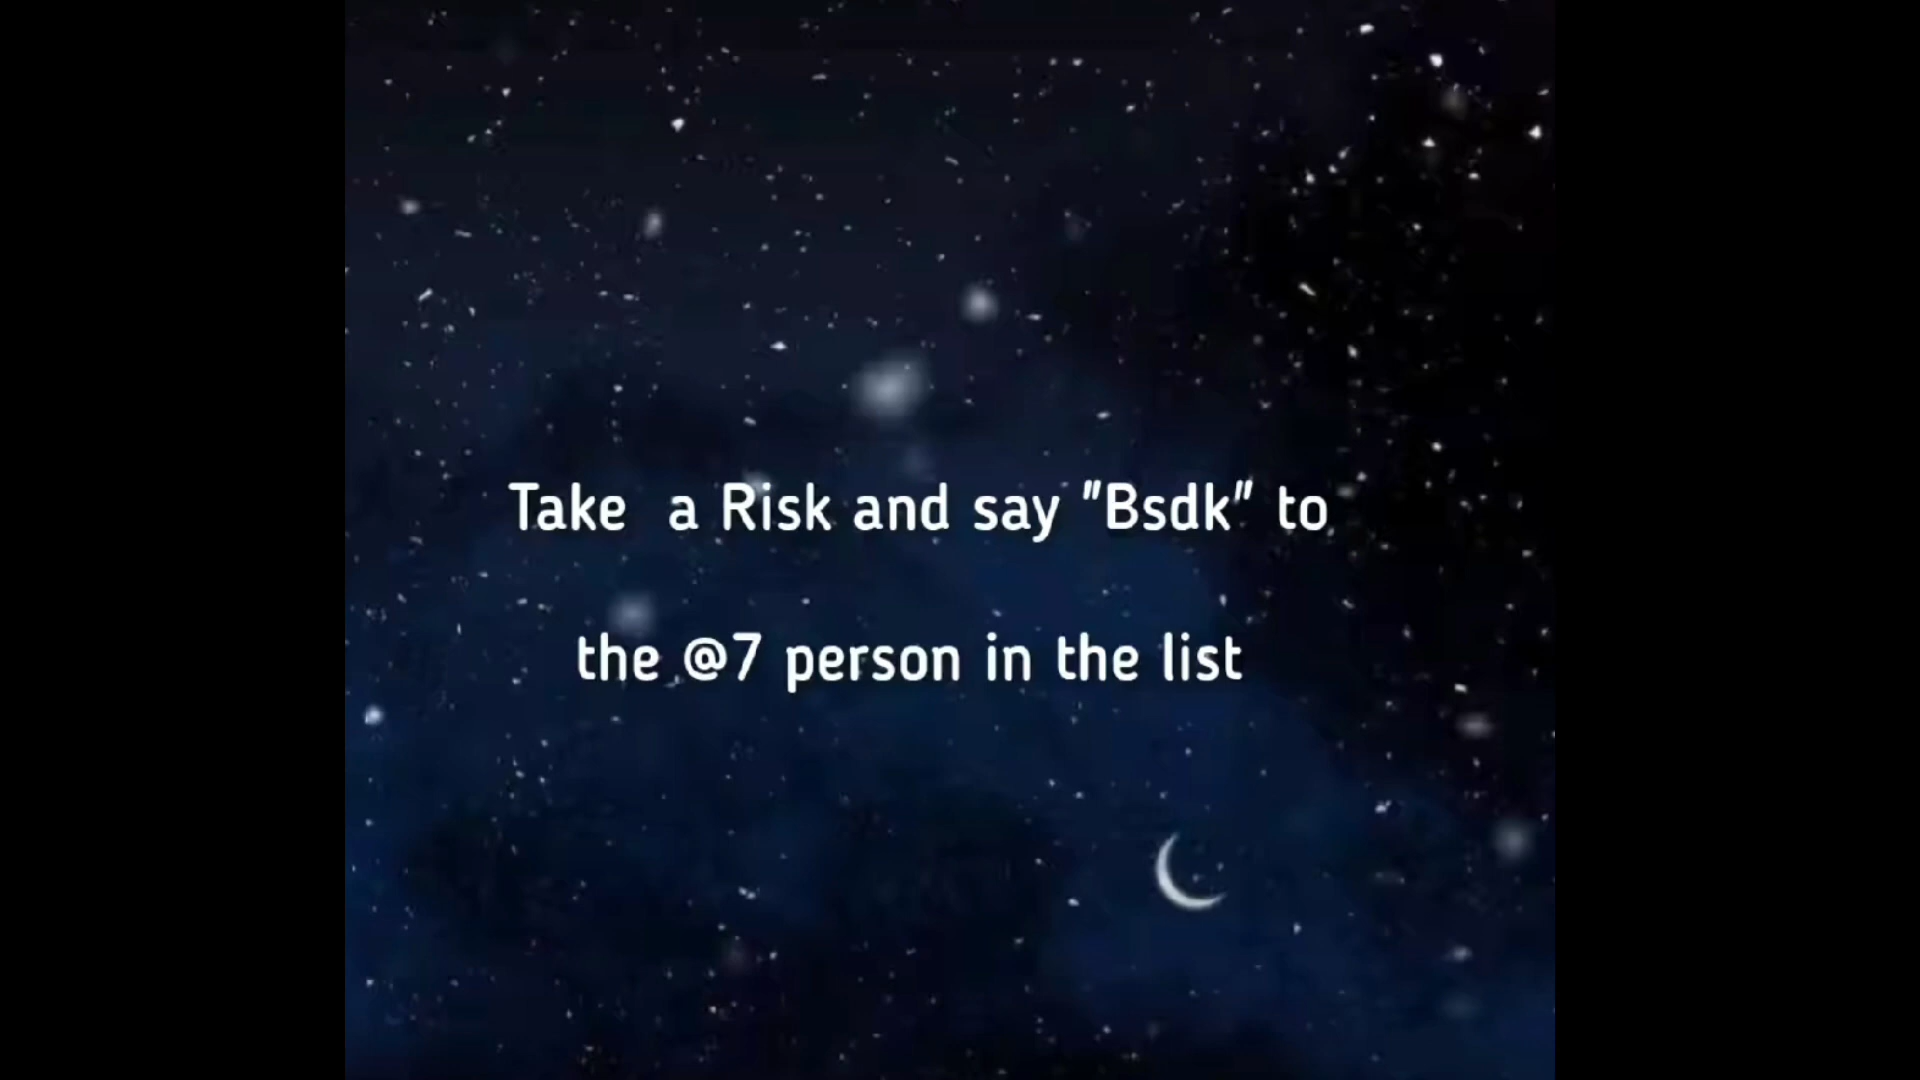 Take a Risk and say "Bsdk" to
the @7 person in the list